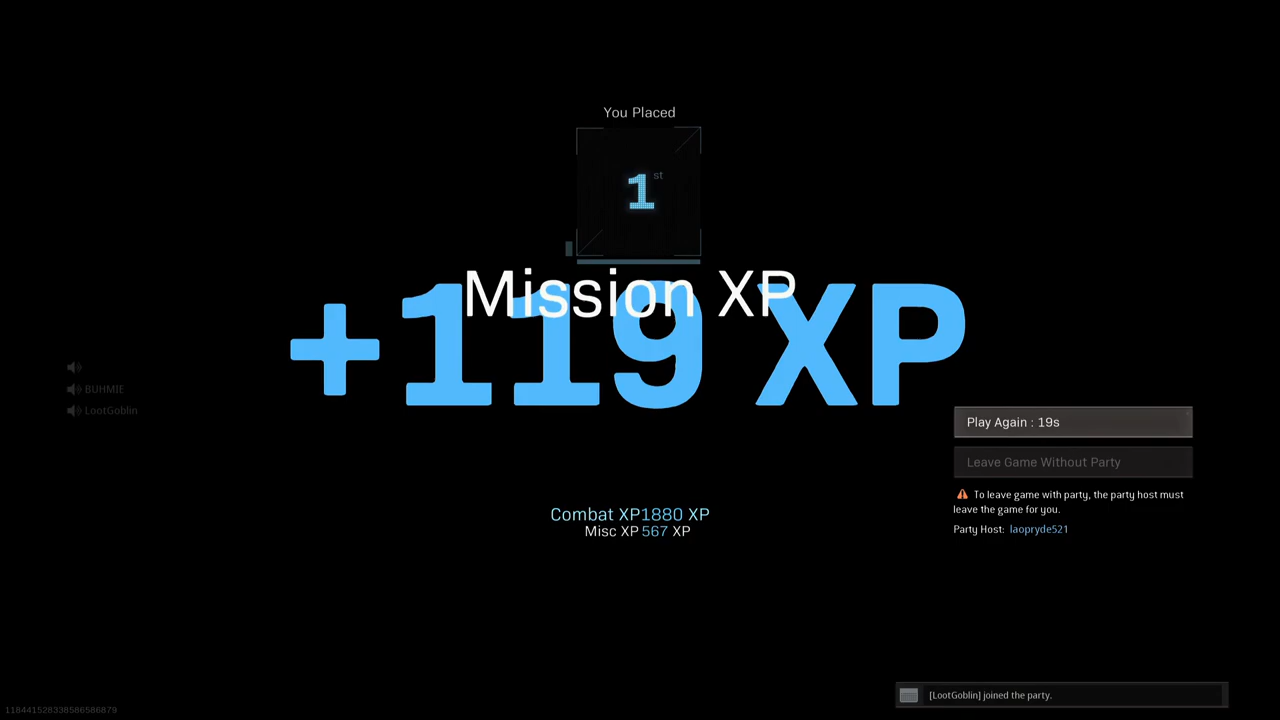 You Placed
1st
Mission XP
+119 XP
BUHMIE
LootGoblin
Play Again : 19s
Leave Game Without Party
To leave game with party, the party host must
leave the game for you.
Party Host: laopryde521
Combat XP1880 XP
Misc XP 567 XP
[LootGoblin] joined the party.
118441528338586586879